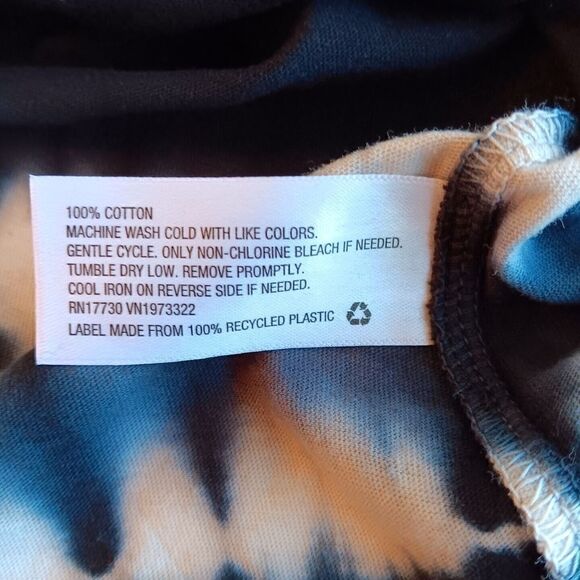 100% COTTON
MACHINE WASH COLD WITH LIKE COLORS.
GENTLE CYCLE. ONLY NON-CHLORINE BLEACH IF NEEDED.
TUMBLE DRY LOW. REMOVE PROMPTLY.
COOL IRON ON REVERSE SIDE IF NEEDED.
RN17730 VN1973322
LABEL MADE FROM 100% RECYCLED PLASTIC